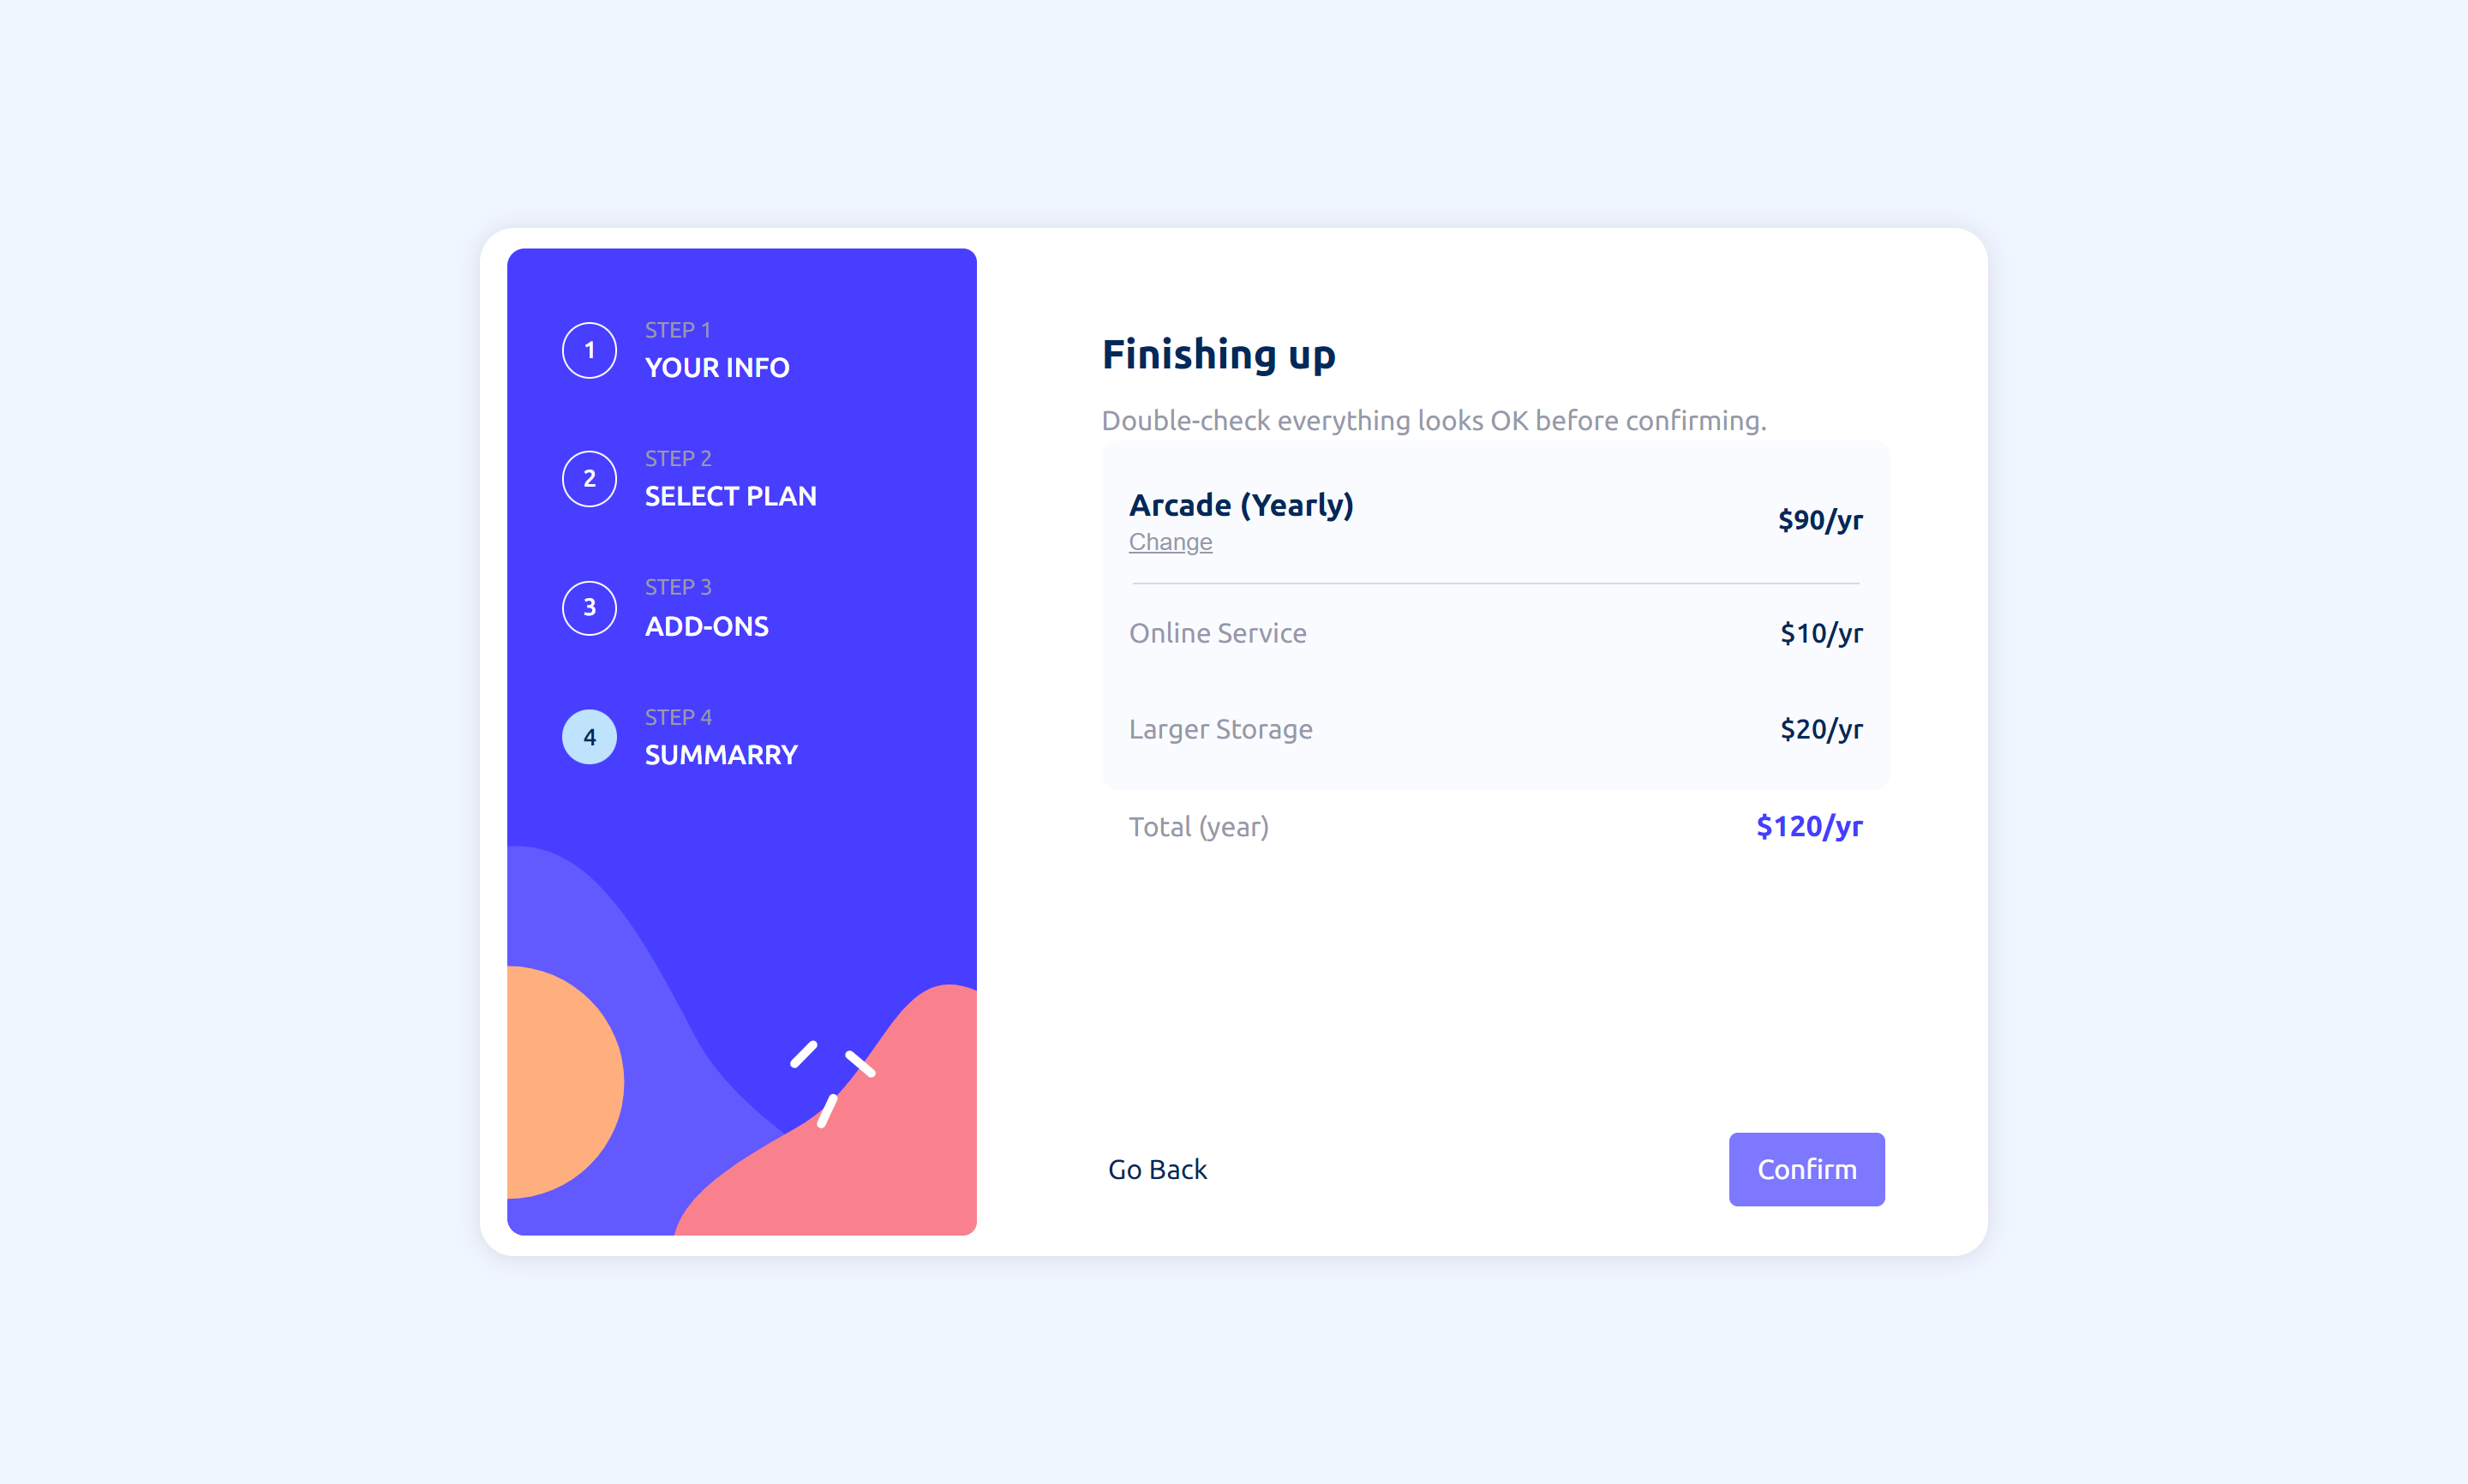 1
STEP 1
YOUR INFO
2
STEP 2
SELECT PLAN
3
STEP 3
ADD-ONS
4
STEP 4
SUMMARRY
Finishing up
Double-check everything looks OK before confirming.
Arcade (Yearly)
Change
$90/yr
Online Service
$10/yr
Larger Storage
$20/yr
Total (year)
$120/yr
Go Back
Confirm